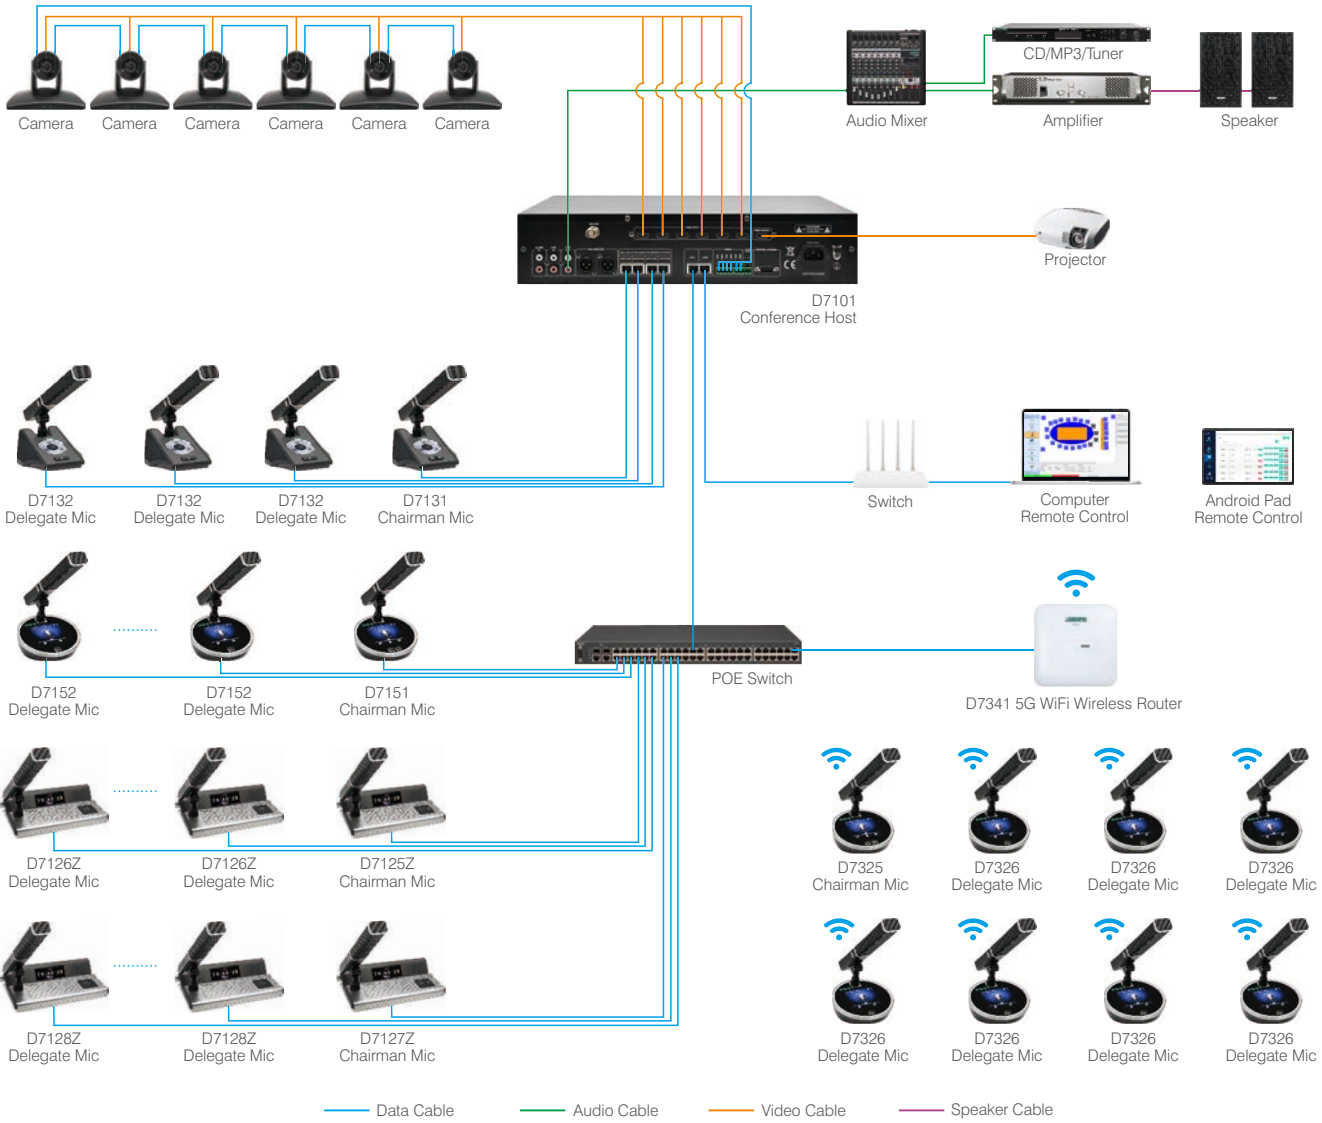 Camera
Camera
Camera
Camera
Camera
Camera
Audio Mixer
CD/MP3/Tuner
Amplifier
Speaker
D7101
Conference Host
Projector
D7132
Delegate Mic
D7132
Delegate Mic
D7132
Delegate Mic
D7131
Chairman Mic
Switch
Computer
Remote Control
Android Pad
Remote Control
D7152
Delegate Mic
D7152
Delegate Mic
D7151
Chairman Mic
POE Switch
D7341 5G WiFi Wireless Router
D7126Z
Delegate Mic
D7126Z
Delegate Mic
D7125Z
Chairman Mic
D7325
Chairman Mic
D7326
Delegate Mic
D7326
Delegate Mic
D7326
Delegate Mic
D7128Z
Delegate Mic
D7128Z
Delegate Mic
D7127Z
Chairman Mic
D7326
Delegate Mic
D7326
Delegate Mic
D7326
Delegate Mic
D7326
Delegate Mic
Data Cable
Audio Cable
Video Cable
Speaker Cable